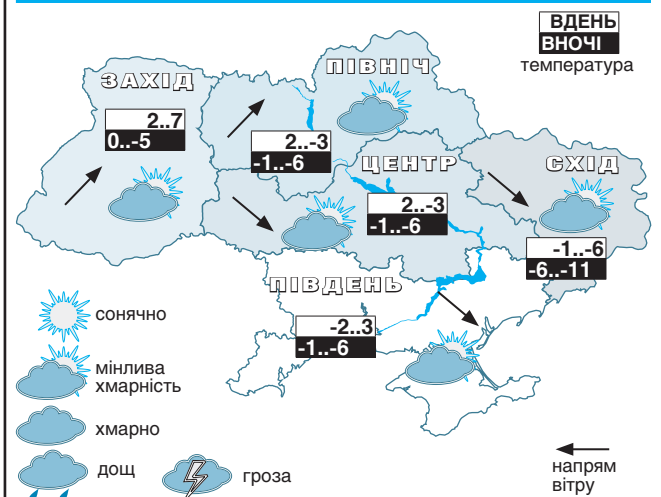 ВДЕНЬ
ВНОЧІ
температура
ЗАХІД
2..7
0..-5
ПІВНІЧ
2..-3
-1..-6
ЦЕНТР
2..-3
-1..-6
СХІД
-1..-6
-6..-11
ПІВДЕНЬ
-2..3
-1..-6
сонячно
мінлива
хмарність
хмарно
дощ
гроза
напрям
вітру